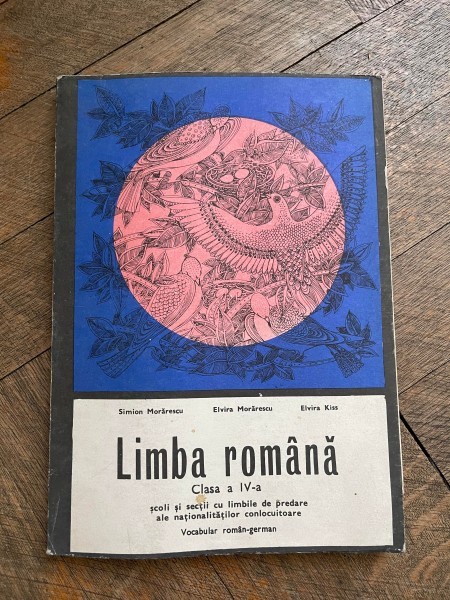 Simion Morărescu Elvira Morărescu Elvira Kiss
Limba română
Clasa a IV-a
școli și secții cu limbile de predare
ale naționalităților conlocuitoare
Vocabular român-german